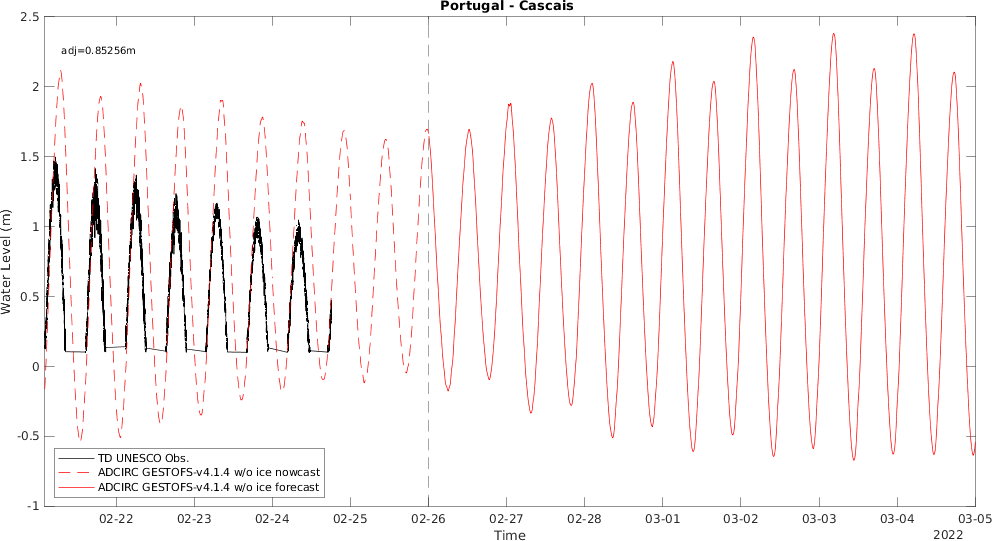 Portugal - Cascais
adj=0.85256m
2.5
2
1.5
1
0.5
0
-0.5
-1
Water Level (m)
TD UNESCO Obs.
ADCIRC GESTOFS-v4.1.4 w/o ice nowcast
ADCIRC GESTOFS-v4.1.4 w/o ice forecast
02-22 02-23 02-24 02-25 02-26 02-27 02-28 03-01 03-02 03-03 03-04 03-05
Time
2022